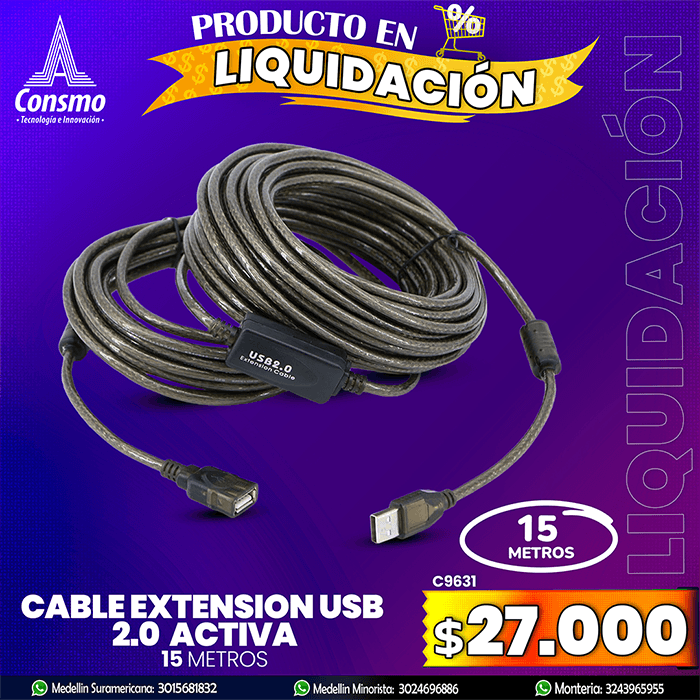 PRODUCTO EN
%
LIQUIDACIÓN
A
Consmo
• Tecnología e Innovación •
LIQUIDACIÓN
USB2.0
Extension Cable
15
METROS
C9631
CABLE EXTENSION USB
2.0 ACTIVA
15 METROS
$27.000
Medellin Suramericana: 3015681832
Medellin Minorista: 3024696886
Monteria: 3243965955